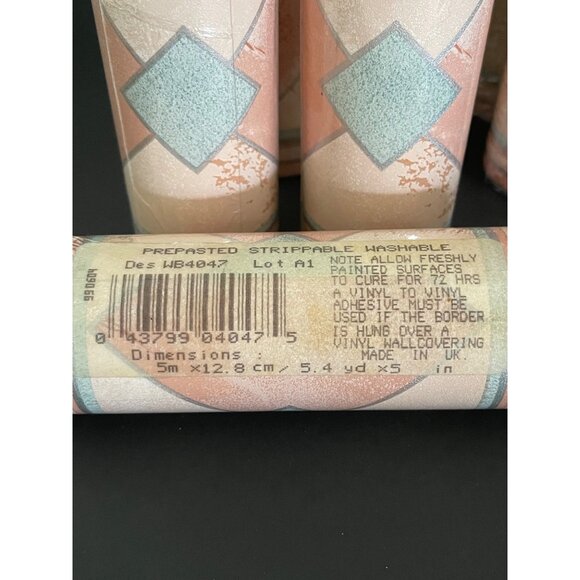 PREPASTED STRIPPABLE WASHABLE
Des WB4047 Lot A1
NOTE ALLOW FRESHLY
PAINTED SURFACES
TO CURE FOR 72 HRS
A VINYL TO VINYL
ADHESIVE MUST BE
USED IF THE BORDER
IS HUNG OVER A
VINYL WALLCOVERING
MADE IN UK.
0 43799 04047 5
Dimensions :
5m x12.8cm/ 5.4 yd x5 in